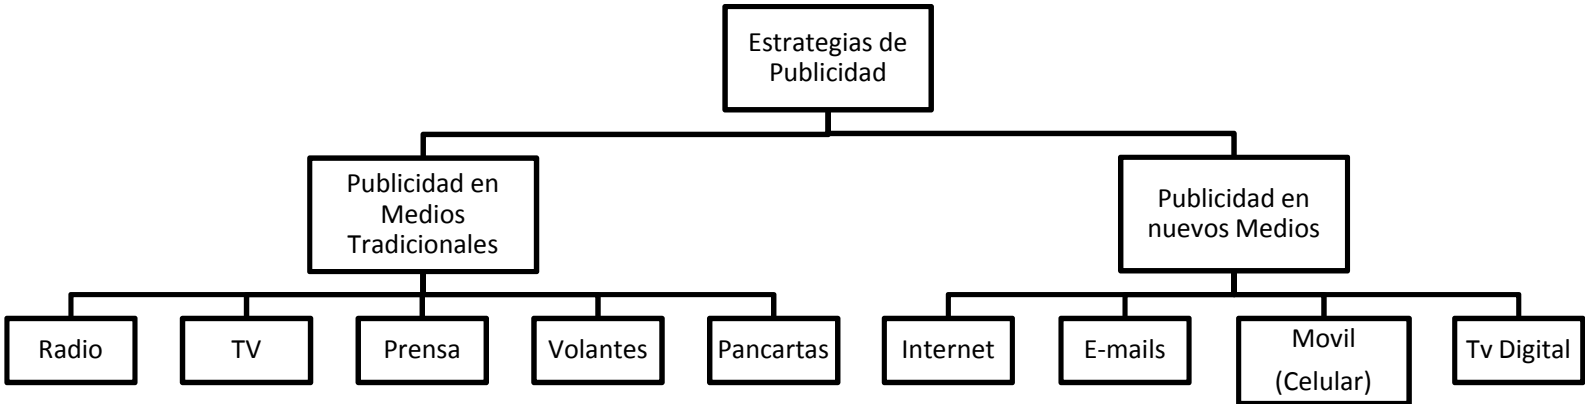 Estrategias de
Publicidad
Publicidad en
Medios
Tradicionales
Publicidad en
nuevos Medios
Radio
TV
Prensa
Volantes
Pancartas
Internet
E-mails
Movil
(Celular)
Tv Digital